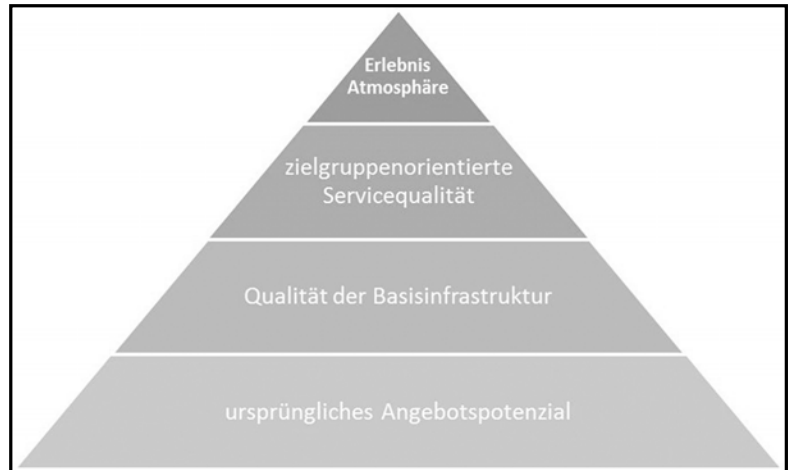 Erlebnis
Atmosphäre
zielgruppenorientierte
Servicequalität
Qualität der Basisinfrastruktur
ursprüngliches Angebotspotenzial